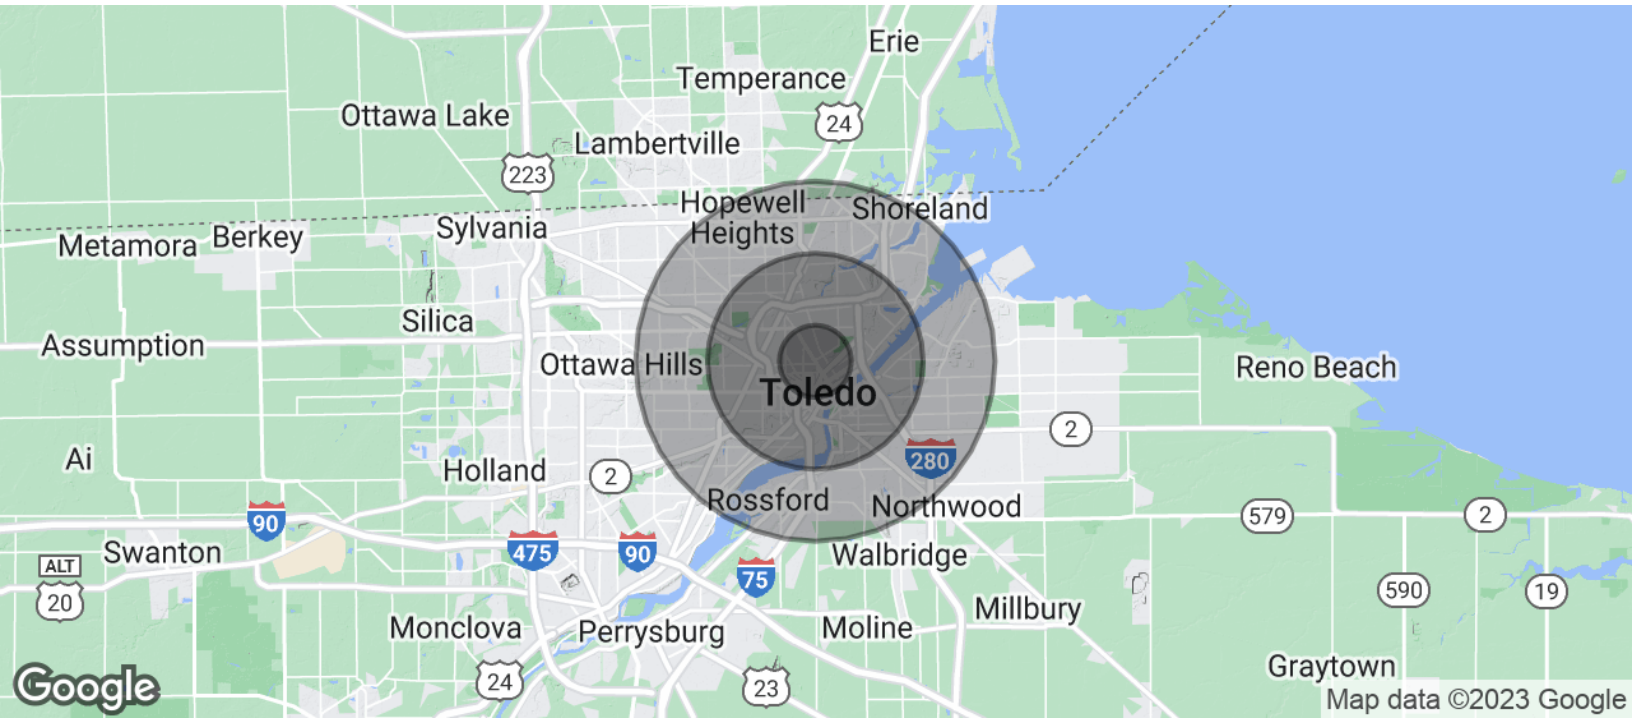 Erie
Temperance
Ottawa Lake
24
Lambertville
223
Hopewell
Heights
Shoreland
Sylvania
Metamora
Berkey
Silica
Assumption
Ottawa Hills
Reno Beach
Toledo
2
Ai
280
Holland
2
Rossford
Northwood
90
579
2
Swanton
475
90
Walbridge
ALT
20
75
590
19
Millbury
Monclova
Perrysburg
Moline
Graytown
24
23
Google
Map data ©2023 Google